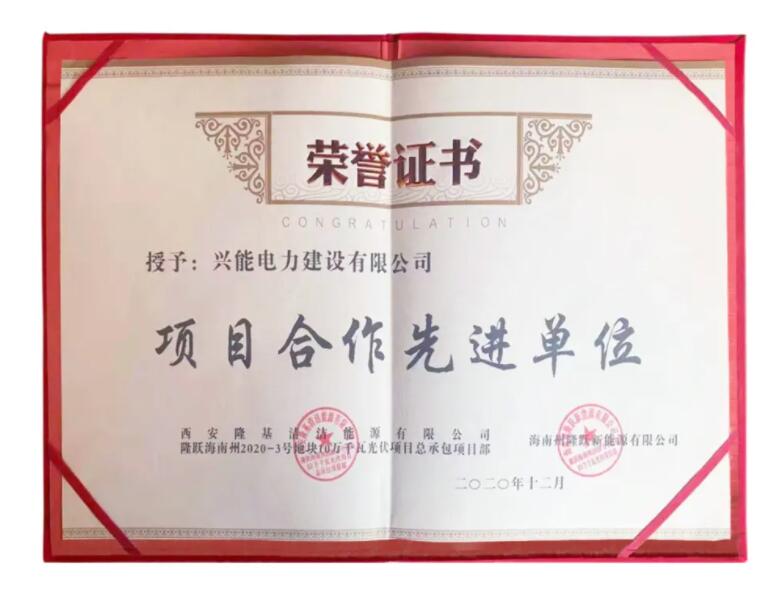 荣誉证书
CONGRATULATION
授予：兴能电力建设有限公司
项目合作先进单位
西安隆基清洁能源有限公司
隆跃海南州2020-3号地块10万千瓦光伏项目总承包项目部
海南州隆跃新能源有限公司
二〇二〇年十二月